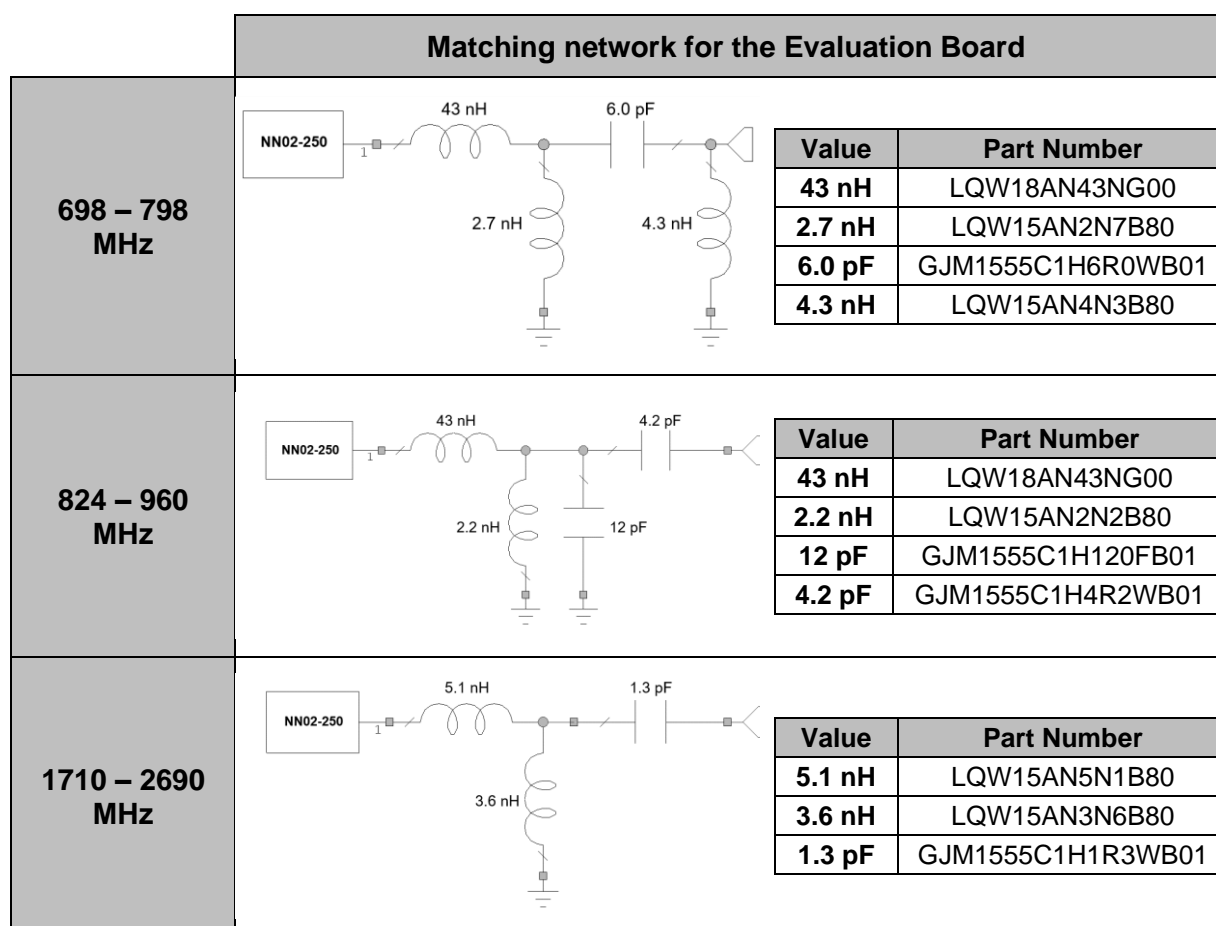 Matching network for the Evaluation Board
698 – 798
MHz
NN02-250
1
43 nH
6.0 pF
2.7 nH
4.3 nH
Value Part Number
43 nH LQW18AN43NG00
2.7 nH LQW15AN2N7B80
6.0 pF GJM1555C1H6R0WB01
4.3 nH LQW15AN4N3B80
824 – 960
MHz
NN02-250
1
43 nH
4.2 pF
2.2 nH
12 pF
Value Part Number
43 nH LQW18AN43NG00
2.2 nH LQW15AN2N2B80
12 pF GJM1555C1H120FB01
4.2 pF GJM1555C1H4R2WB01
1710 – 2690
MHz
NN02-250
1
5.1 nH
1.3 pF
3.6 nH
Value Part Number
5.1 nH LQW15AN5N1B80
3.6 nH LQW15AN3N6B80
1.3 pF GJM1555C1H1R3WB01